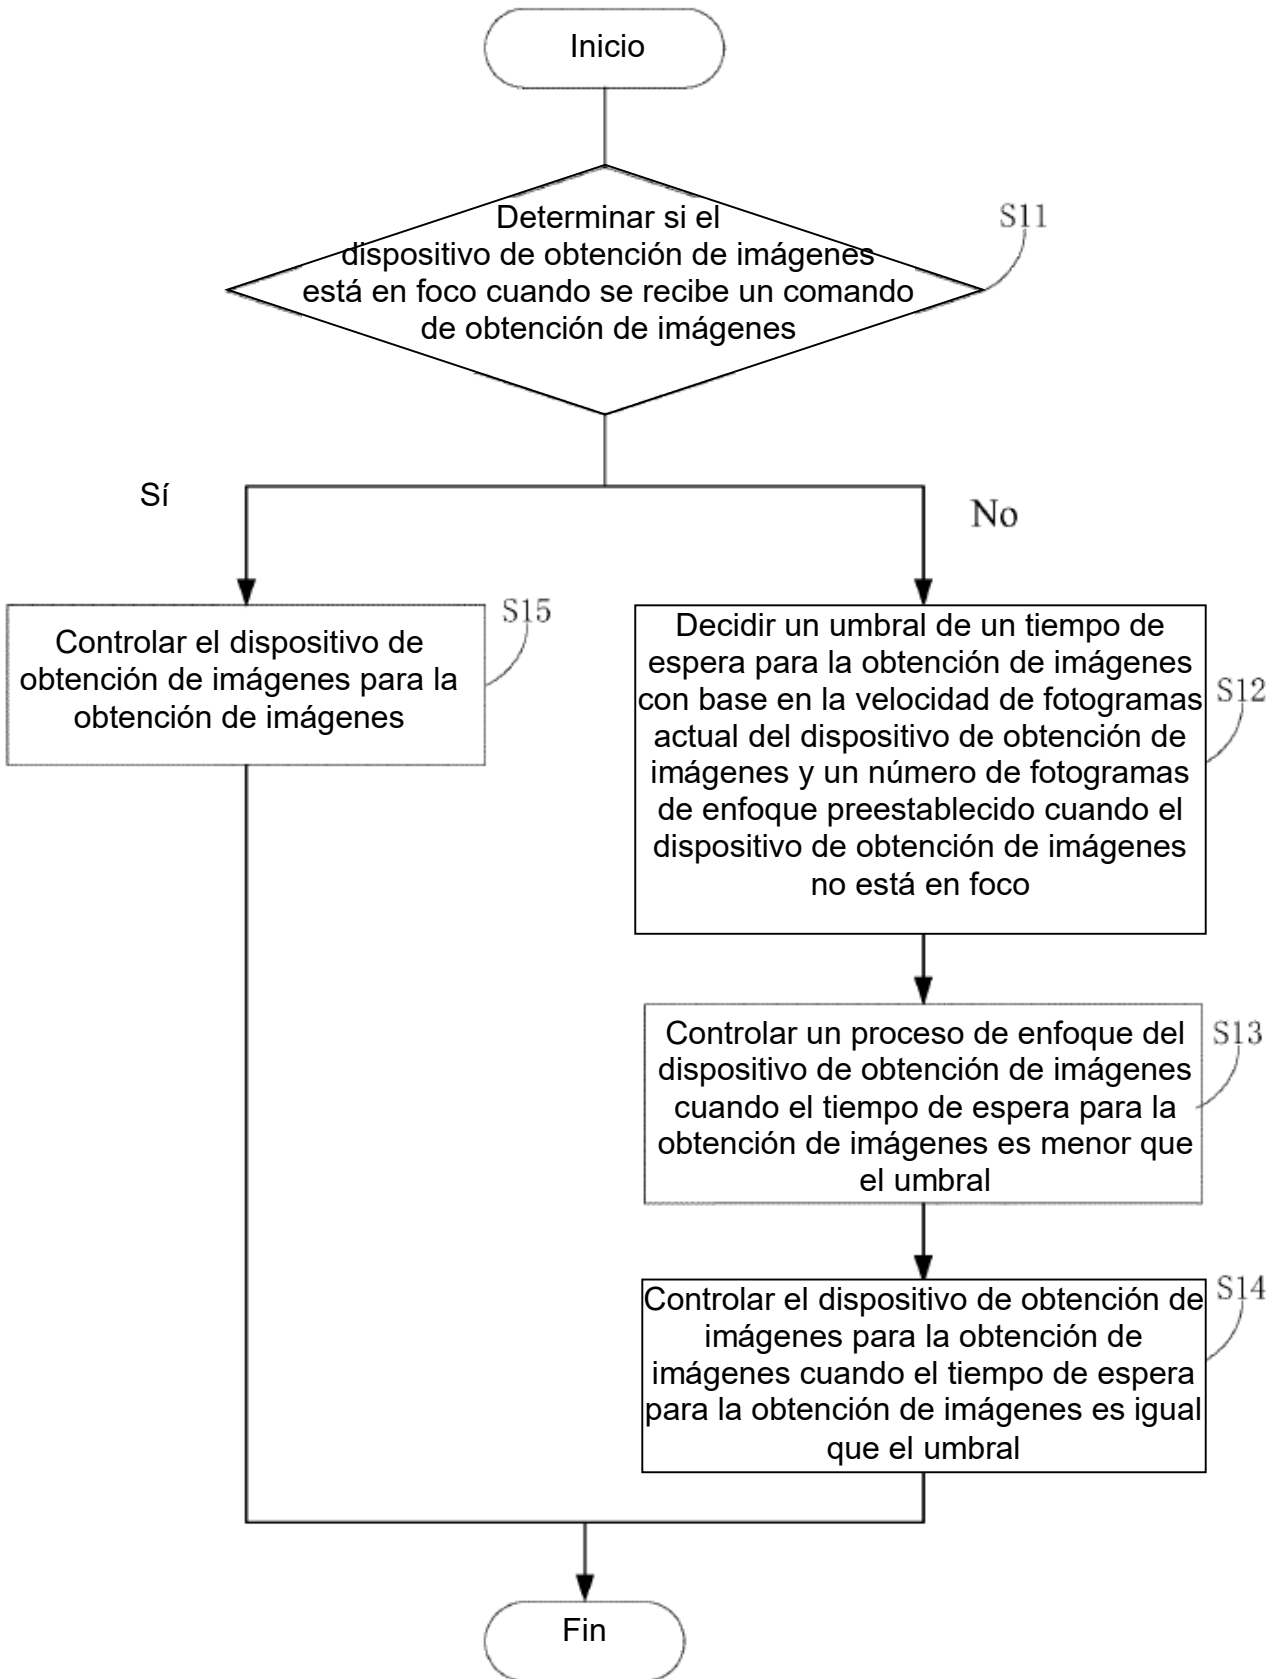 Inicio
Determinar si el
dispositivo de obtención de imágenes
está en foco cuando se recibe un comando
de obtención de imágenes
S11
Sí
No
Controlar el dispositivo de
obtención de imágenes para la
obtención de imágenes
S15
Decidir un umbral de un tiempo de
espera para la obtención de imágenes
con base en la velocidad de fotogramas
actual del dispositivo de obtención de
imágenes y un número de fotogramas
de enfoque preestablecido cuando el
dispositivo de obtención de imágenes
no está en foco
S12
Controlar un proceso de enfoque del
dispositivo de obtención de imágenes
cuando el tiempo de espera para la
obtención de imágenes es menor que
el umbral
S13
Controlar el dispositivo de obtención de
imágenes para la obtención de
imágenes cuando el tiempo de espera
para la obtención de imágenes es igual
que el umbral
S14
Fin